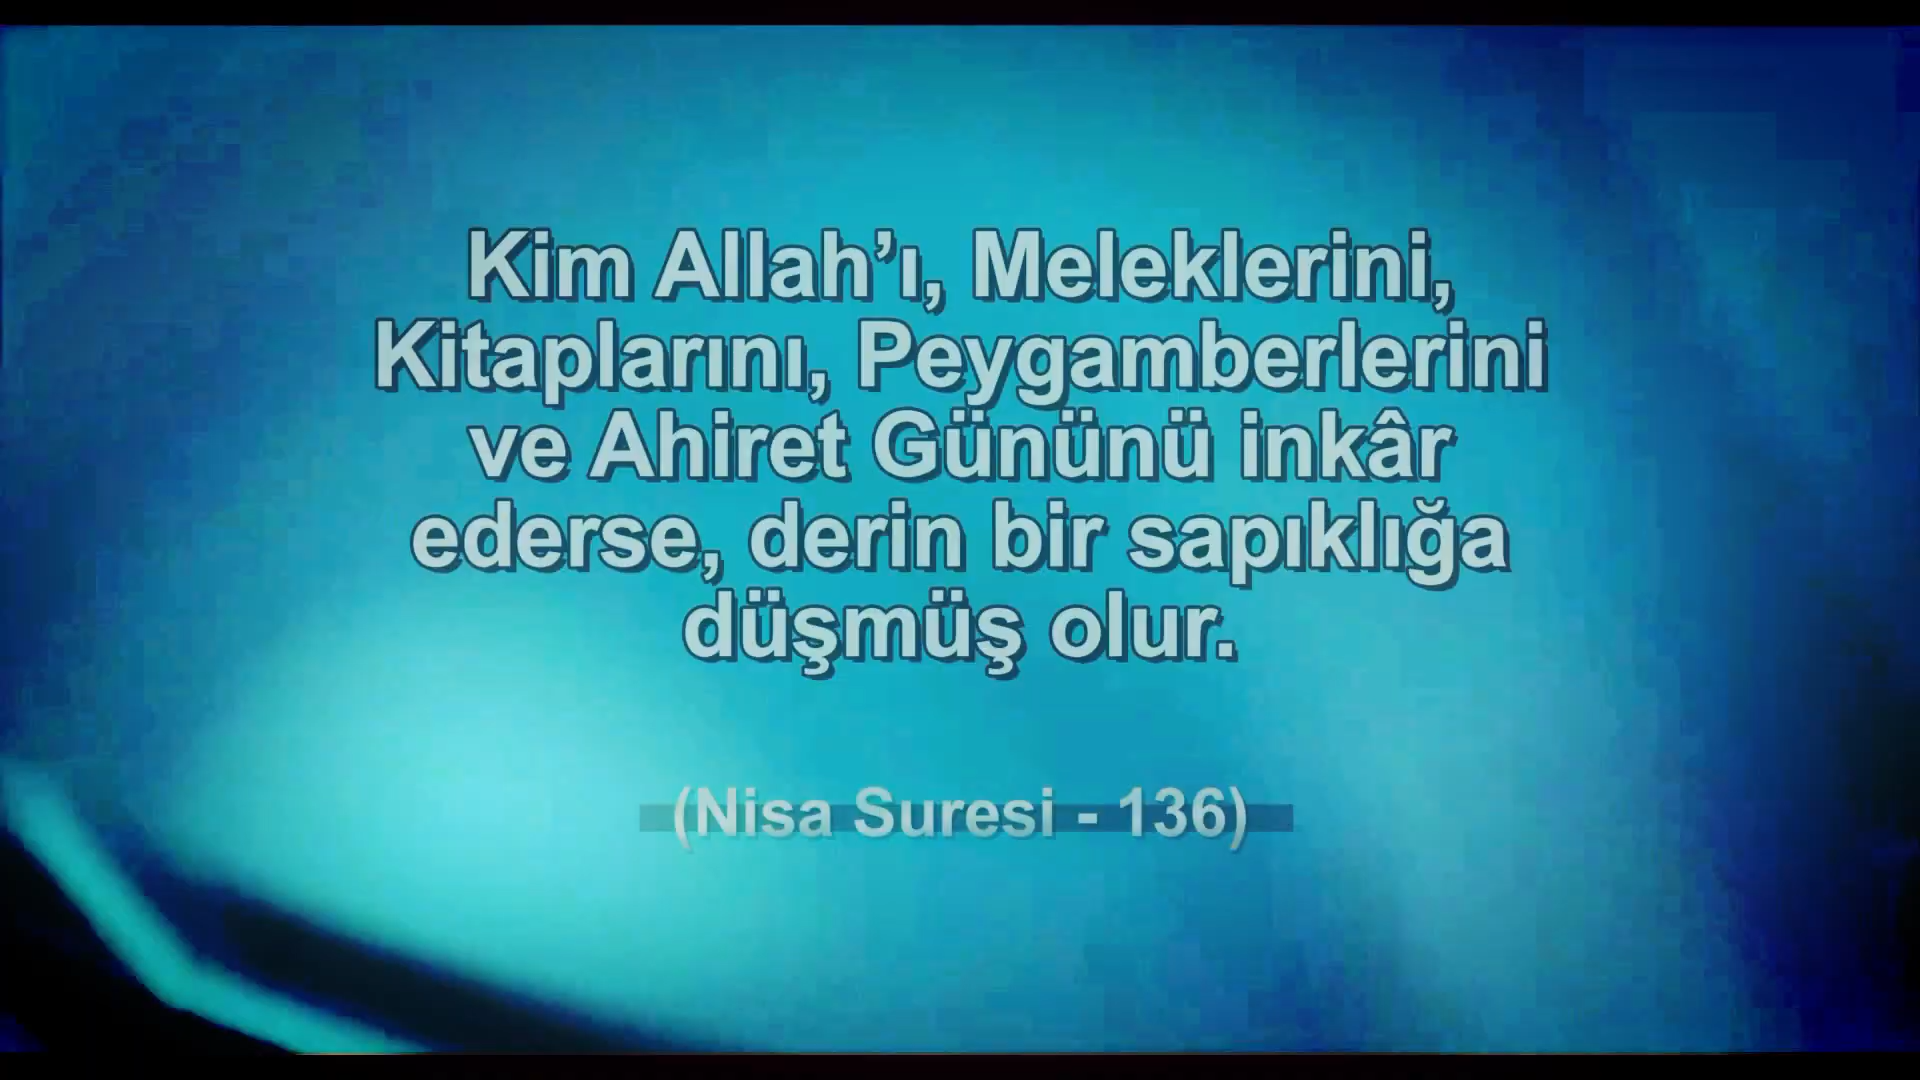 Kim Allah’ı, Meleklerini,
Kitaplarını, Peygamberlerini
ve Ahiret Gününü inkâr
ederse, derin bir sapıklığa
düşmüş olur.
(Nisa Suresi - 136)